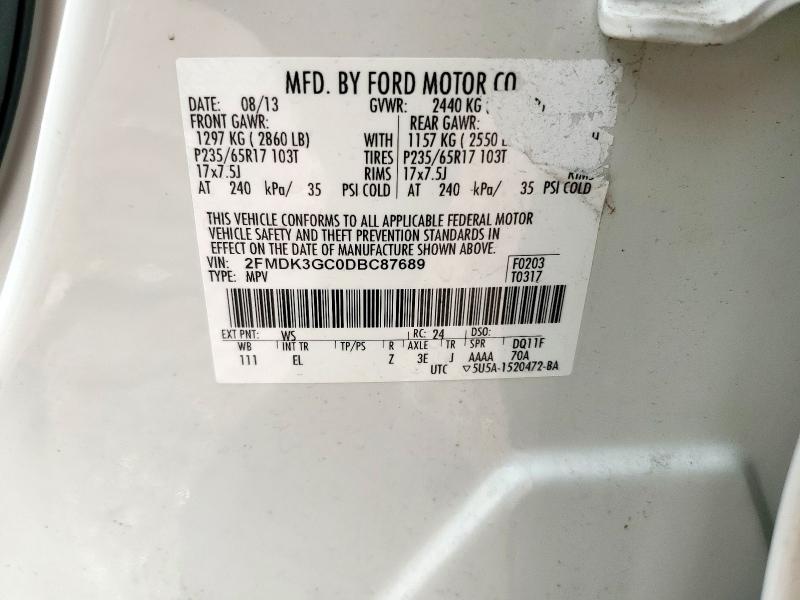 MFD. BY FORD MOTOR CO
DATE: 08/13 GVWR: 2440 KG
FRONT GAWR: REAR GAWR:
1297 KG ( 2860 LB) WITH 1157 KG ( 2550
P235/65R17 103T TIRES P235/65R17 103T
17x7.5J RIMS 17x7.5J
AT 240 kPa/ 35 PSI COLD AT 240 kPa/ 35 PSI COLD
THIS VEHICLE CONFORMS TO ALL APPLICABLE FEDERAL MOTOR
VEHICLE SAFETY AND THEFT PREVENTION STANDARDS IN
EFFECT ON THE DATE OF MANUFACTURE SHOWN ABOVE.
VIN: 2FMDK3GC0DBC87689 F0203
TYPE: MPV T0317
EXT PNT: WS RC: 24 DSO:
WB INT TR TP/PS R AXLE TR SPR DQ11F
111 EL Z 3E J AAAA 70A
UTC ▽5U5A-1520472-BA